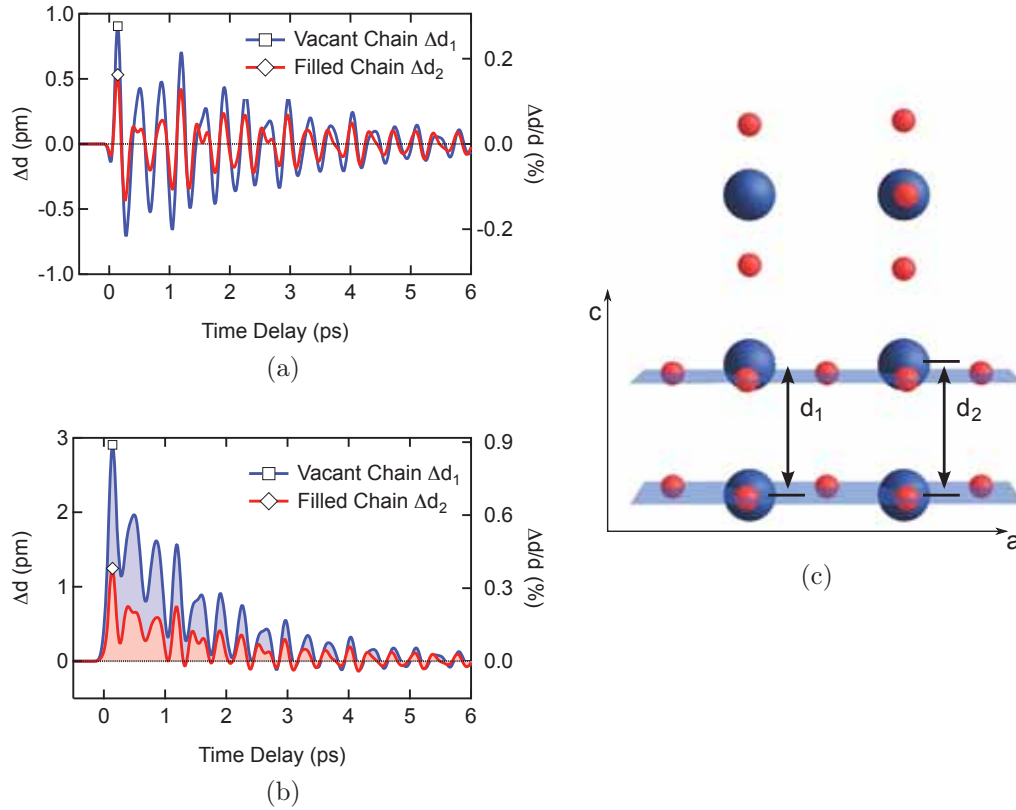 (a)
1.0
0.5
0.0
-0.5
-1.0
Δd (pm)
0.2
0.0
-0.2
Δd/d (%)
Vacant Chain Δd₁
Filled Chain Δd₂
0 1 2 3 4 5 6
Time Delay (ps)
(a)
(b)
3
2
1
0
Δd (pm)
0.9
0.6
0.3
0.0
Δd/d (%)
Vacant Chain Δd₁
Filled Chain Δd₂
0 1 2 3 4 5 6
Time Delay (ps)
(b)
c
d₁
d₂
a
(c)